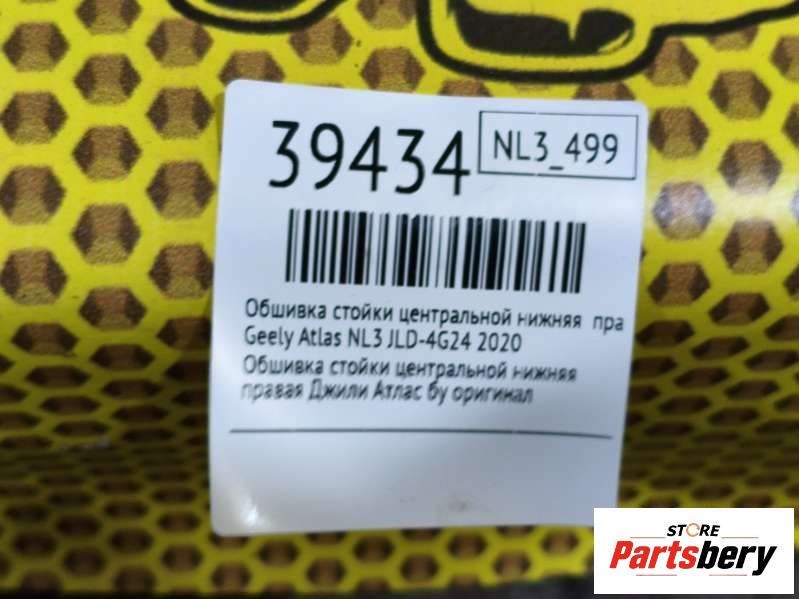 39434
NL3_499
Обшивка стойки центральной нижняя пра
Geely Atlas NL3 JLD-4G24 2020
Обшивка стойки центральной нижняя
правая Джили Атлас бу оригинал
STORE
Partsbery